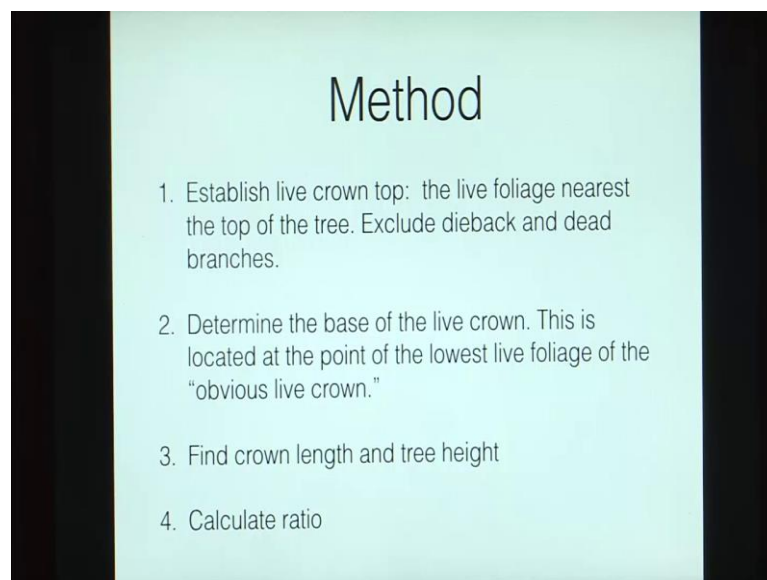 Method
1. Establish live crown top: the live foliage nearest
the top of the tree. Exclude dieback and dead
branches.
2. Determine the base of the live crown. This is
located at the point of the lowest live foliage of the
“obvious live crown.”
3. Find crown length and tree height
4. Calculate ratio